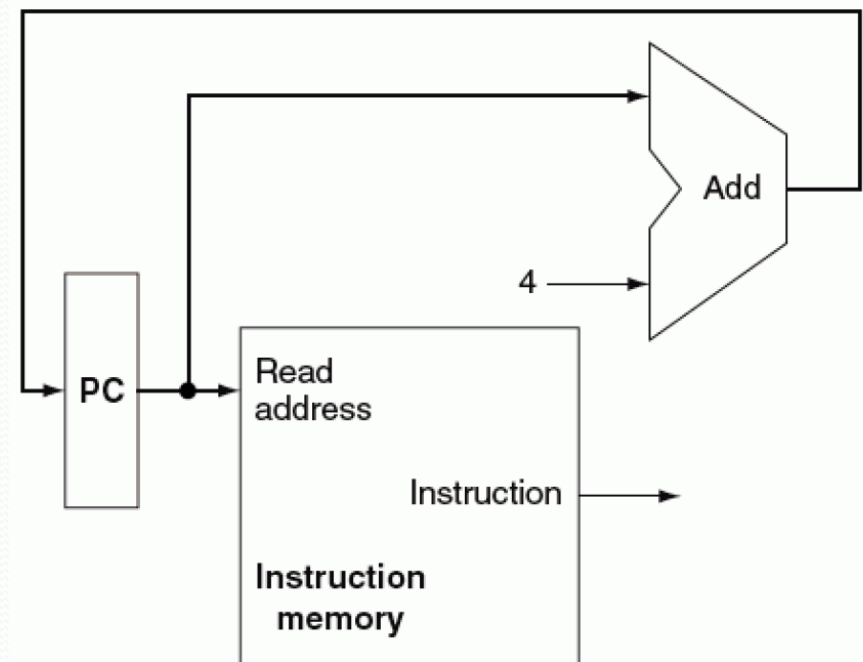 Add
4
PC
Read
address
Instruction
Instruction
memory